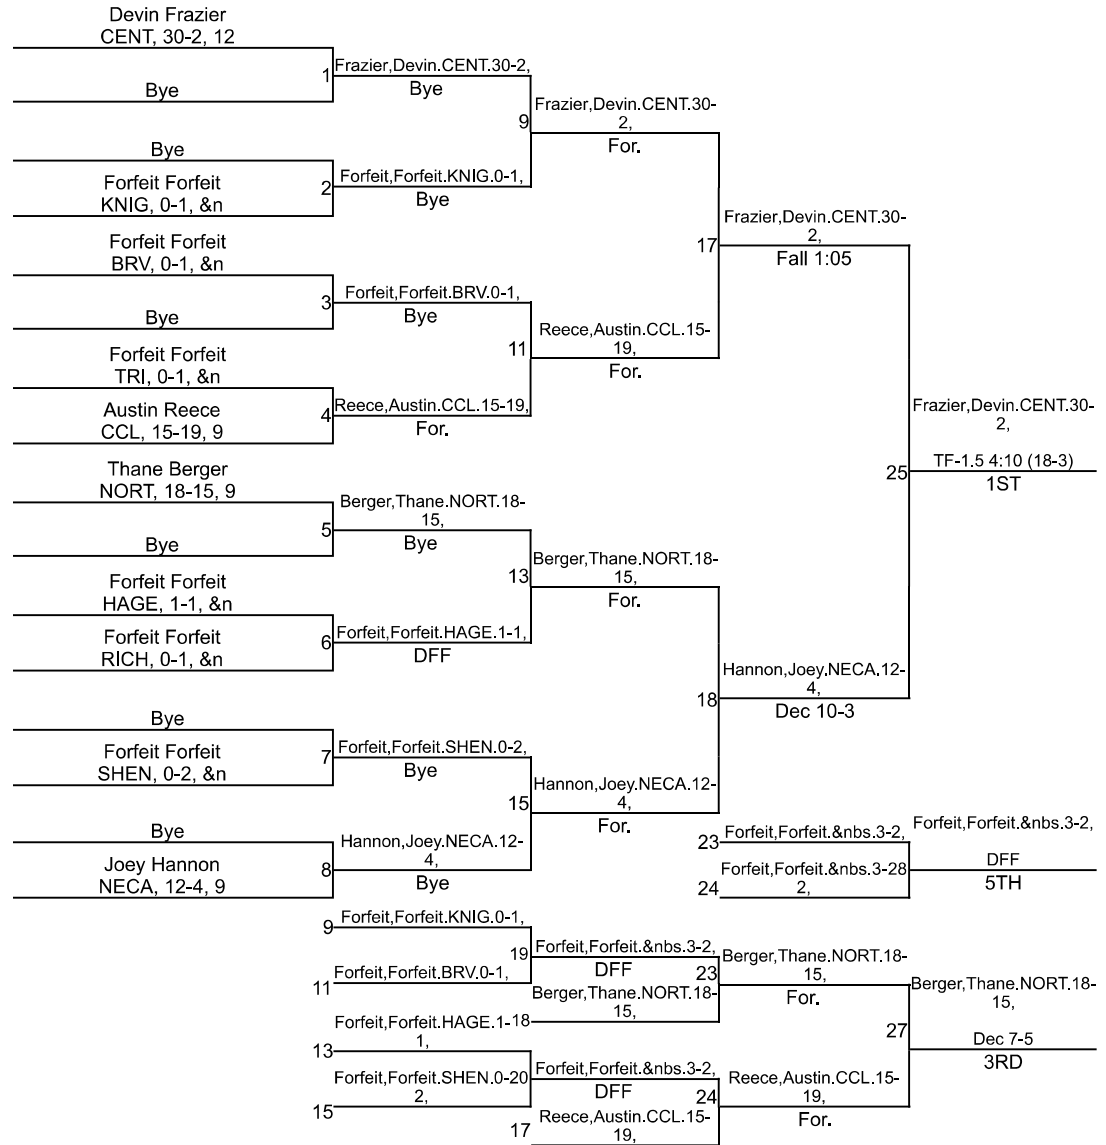 Devin Frazier
CENT, 30-2, 12
1
Bye
Frazier,Devin.CENT.30-2,
Bye
9
Frazier,Devin.CENT.30-
2,
For.
Bye
Forfeit Forfeit
KNIG, 0-1, &n
2
Forfeit,Forfeit.KNIG.0-1,
Bye
17
Frazier,Devin.CENT.30-
2,
Fall 1:05
Forfeit Forfeit
BRV, 0-1, &n
3
Bye
Forfeit,Forfeit.BRV.0-1,
Bye
11
Reece,Austin.CCL.15-
19,
For.
Forfeit Forfeit
TRI, 0-1, &n
4
Austin Reece
CCL, 15-19, 9
Reece,Austin.CCL.15-19,
For.
25
Frazier,Devin.CENT.30-
2,
TF-1.5 4:10 (18-3)
1ST
Thane Berger
NORT, 18-15, 9
5
Bye
Berger,Thane.NORT.18-
15,
Bye
13
Berger,Thane.NORT.18-
15,
For.
Forfeit Forfeit
HAGE, 1-1, &n
6
Forfeit Forfeit
RICH, 0-1, &n
Forfeit,Forfeit.HAGE.1-1,
DFF
18
Hannon,Joey.NECA.12-
4,
Dec 10-3
Bye
Forfeit Forfeit
SHEN, 0-2, &n
7
Forfeit,Forfeit.SHEN.0-2,
Bye
15
Hannon,Joey.NECA.12-
4,
For.
Bye
Joey Hannon
NECA, 12-4, 9
8
Hannon,Joey.NECA.12-
4,
Bye
23
Forfeit,Forfeit.&nbs.3-2,
24
Forfeit,Forfeit.&nbs.3-28
2,
Forfeit,Forfeit.&nbs.3-2,
DFF
5TH
9
Forfeit,Forfeit.KNIG.0-1,
11
Forfeit,Forfeit.BRV.0-1,
19
Forfeit,Forfeit.&nbs.3-2,
DFF
18
Berger,Thane.NORT.18-
15,
23
Berger,Thane.NORT.18-
15,
For.
13
Forfeit,Forfeit.HAGE.1-
1,
15
Forfeit,Forfeit.SHEN.0-20
2,
Forfeit,Forfeit.&nbs.3-2,
DFF
17
Reece,Austin.CCL.15-
19,
24
Reece,Austin.CCL.15-
19,
For.
27
Berger,Thane.NORT.18-
15,
Dec 7-5
3RD